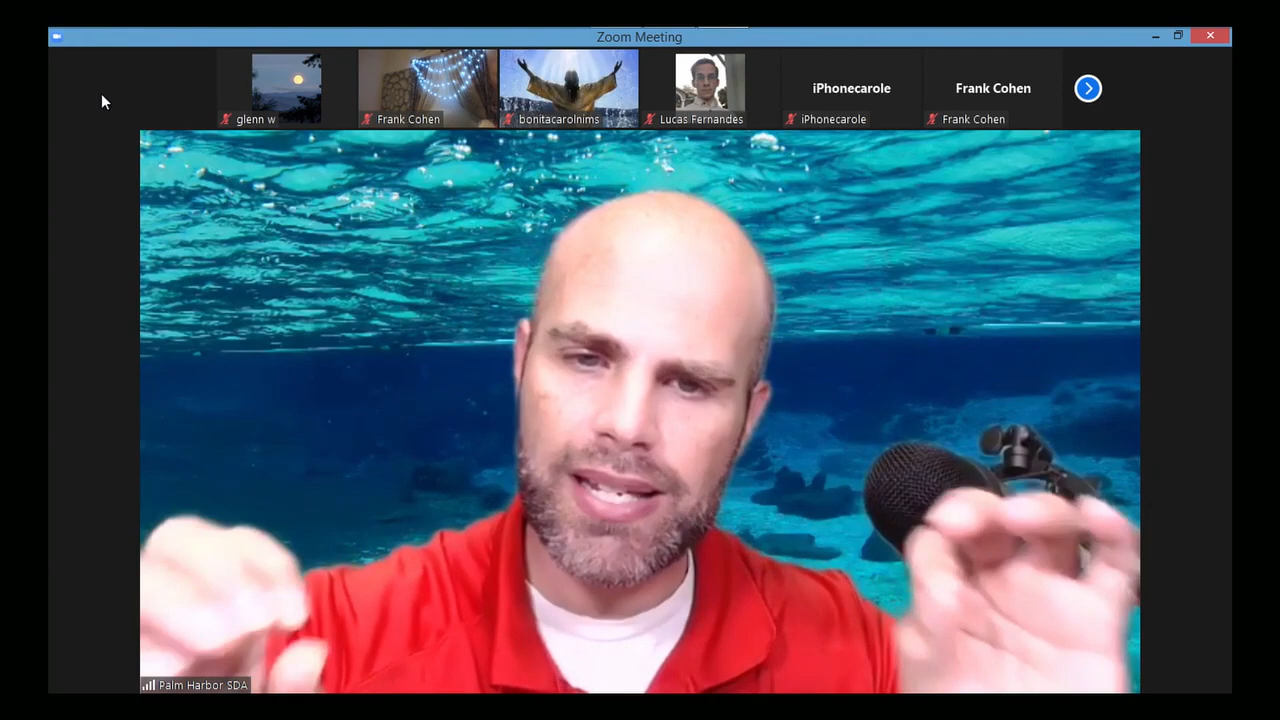 Zoom Meeting
glenn w
Frank Cohen
bonitacarolnims
Lucas Fernandes
iPhonecarole
iPhonecarole
Frank Cohen
Frank Cohen
Palm Harbor SDA